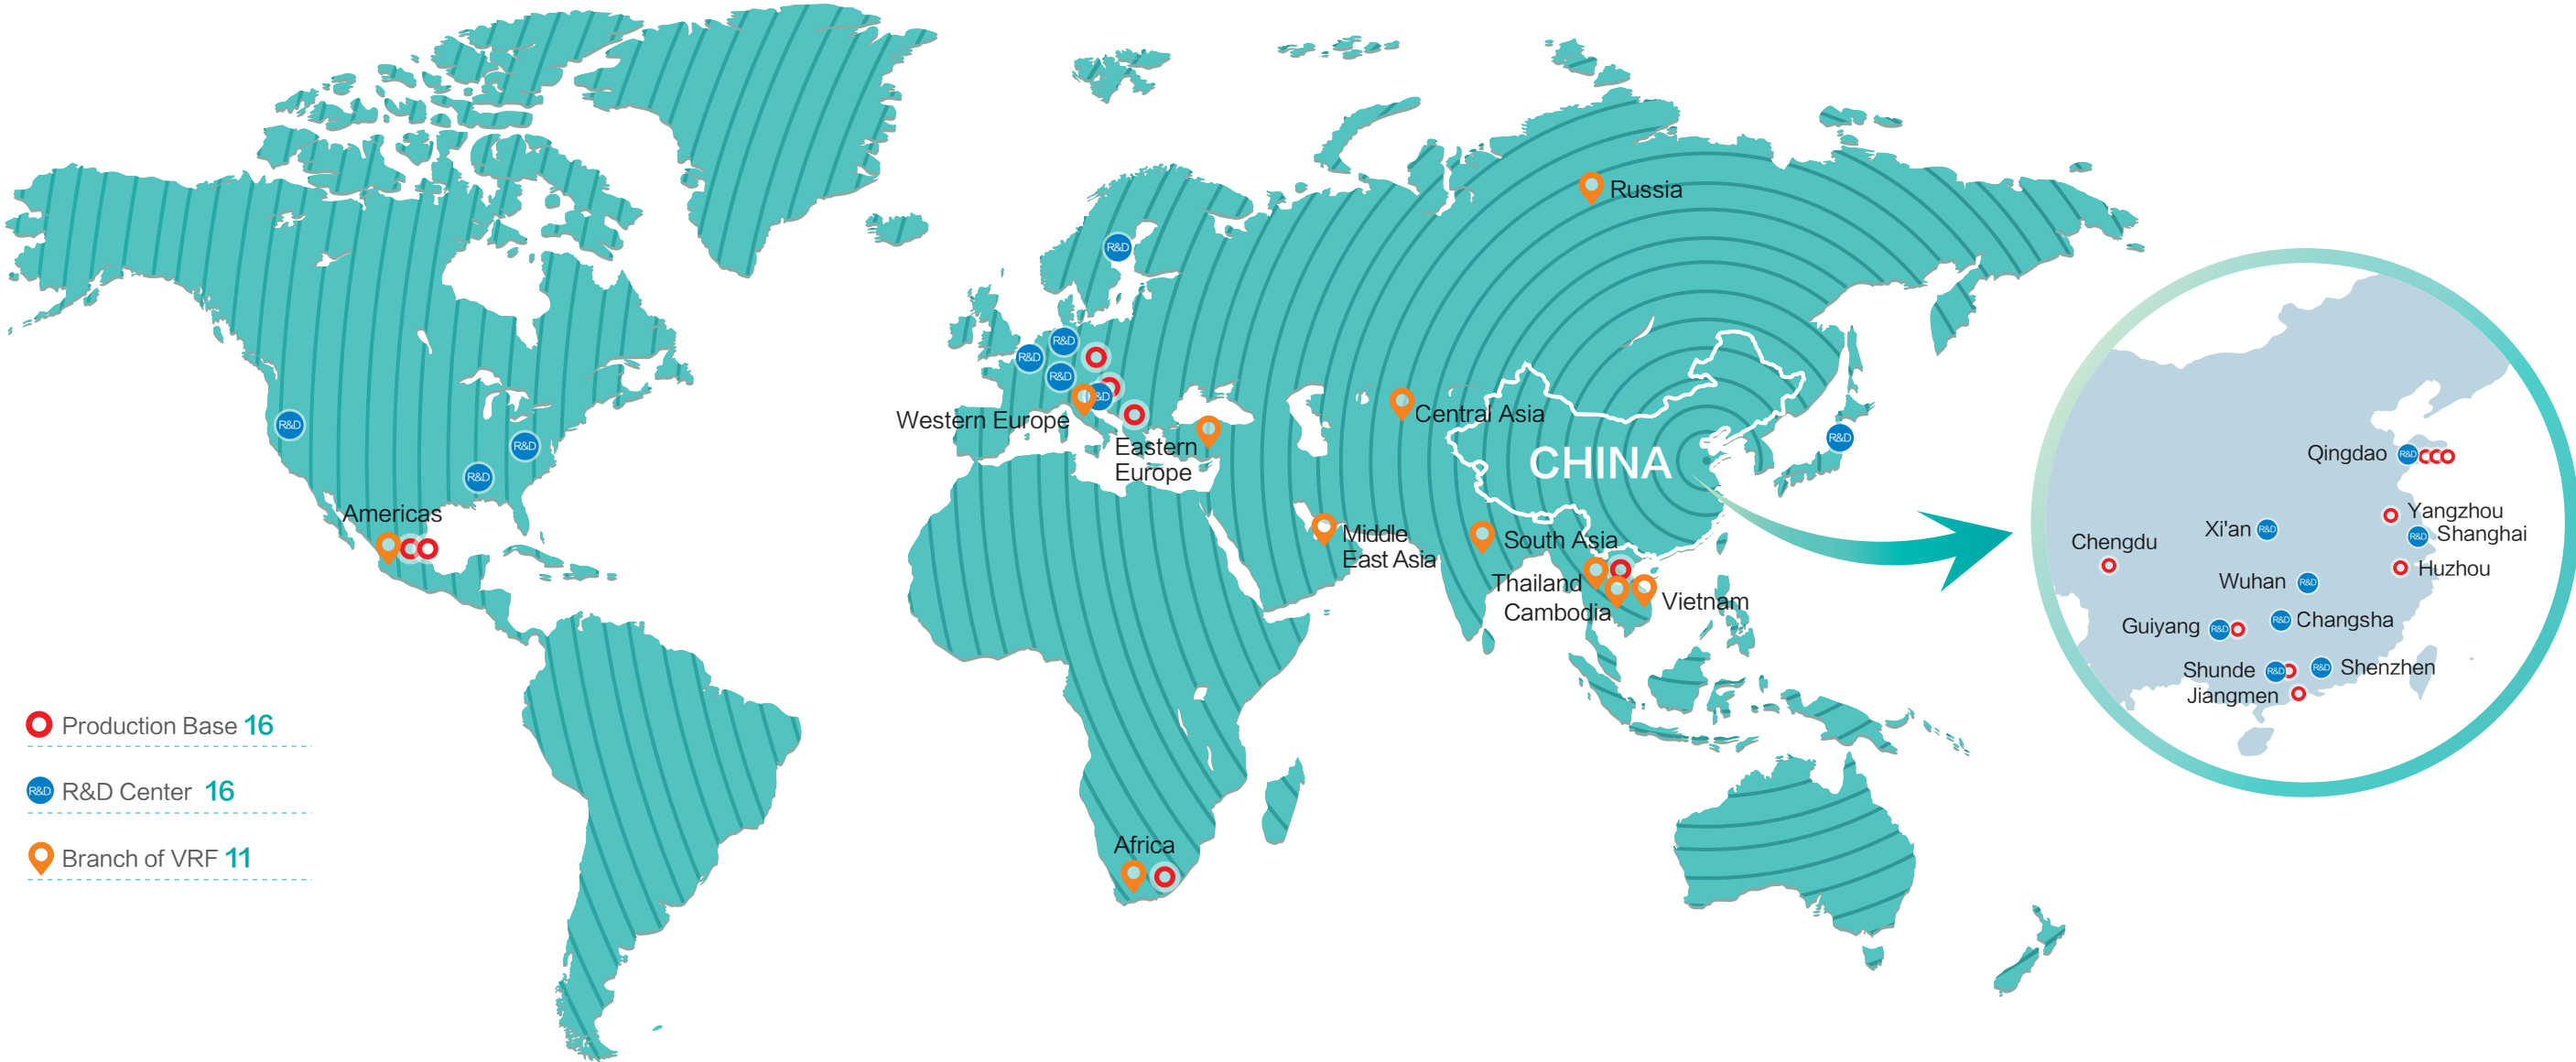 Russia
R&D
R&D
R&D
R&D
R&D
Western Europe
Eastern
Europe
Central Asia
CHINA
R&D
R&D
R&D
R&D
Americas
Middle
East Asia
South Asia
Thailand
Cambodia
Vietnam
Africa
Qingdao R&D
Yangzhou
Xi'an R&D
R&D Shanghai
Chengdu
Huzhou
Wuhan R&D
R&D Changsha
Guiyang R&D
Shunde R&D
R&D Shenzhen
Jiangmen
Production Base 16
R&D R&D Center 16
Branch of VRF 11